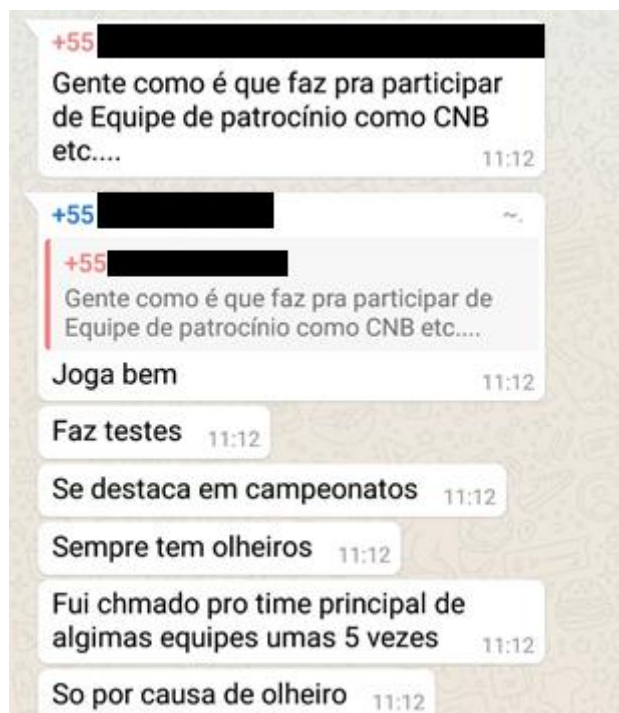 +55
Gente como é que faz pra participar
de Equipe de patrocínio como CNB
etc....
11:12
+55
~.
+55
Gente como é que faz pra participar de
Equipe de patrocínio como CNB etc....
Joga bem
11:12
Faz testes 11:12
Se destaca em campeonatos 11:12
Sempre tem olheiros 11:12
Fui chmado pro time principal de
algimas equipes umas 5 vezes 11:12
So por causa de olheiro 11:12